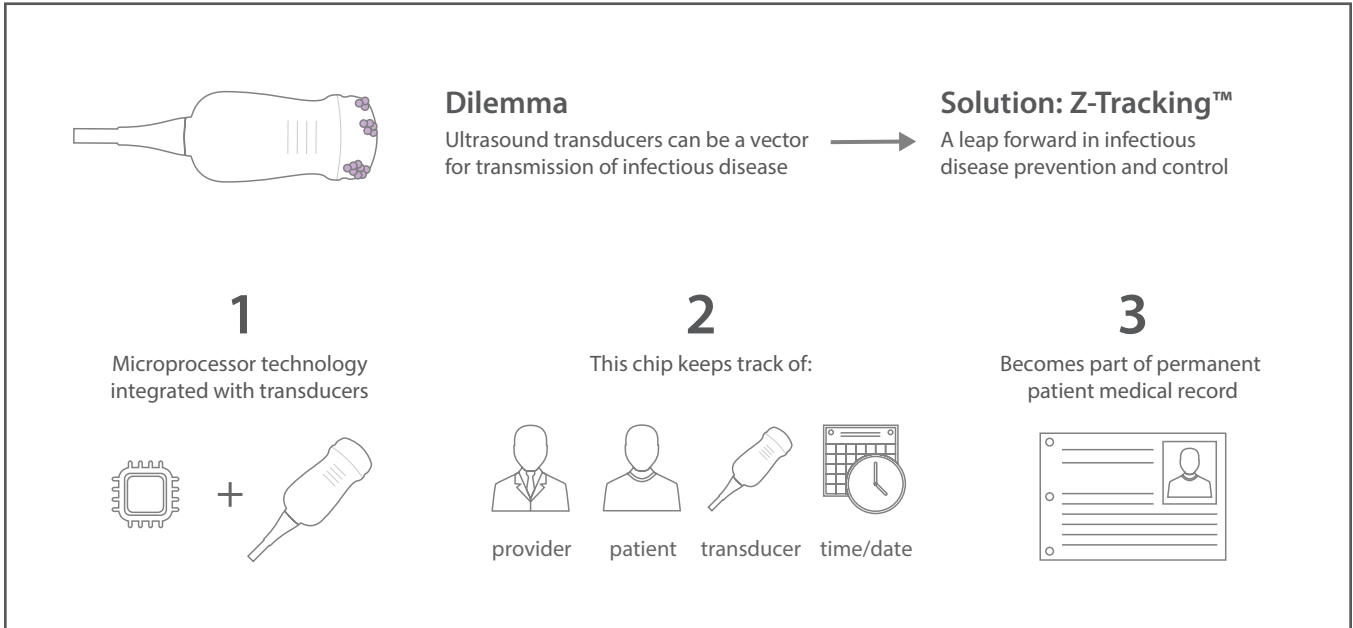 Dilemma
Ultrasound transducers can be a vector
for transmission of infectious disease
Solution: Z-Tracking™
A leap forward in infectious
disease prevention and control
1
Microprocessor technology
integrated with transducers
2
This chip keeps track of:
provider
patient
transducer
time/date
3
Becomes part of permanent
patient medical record